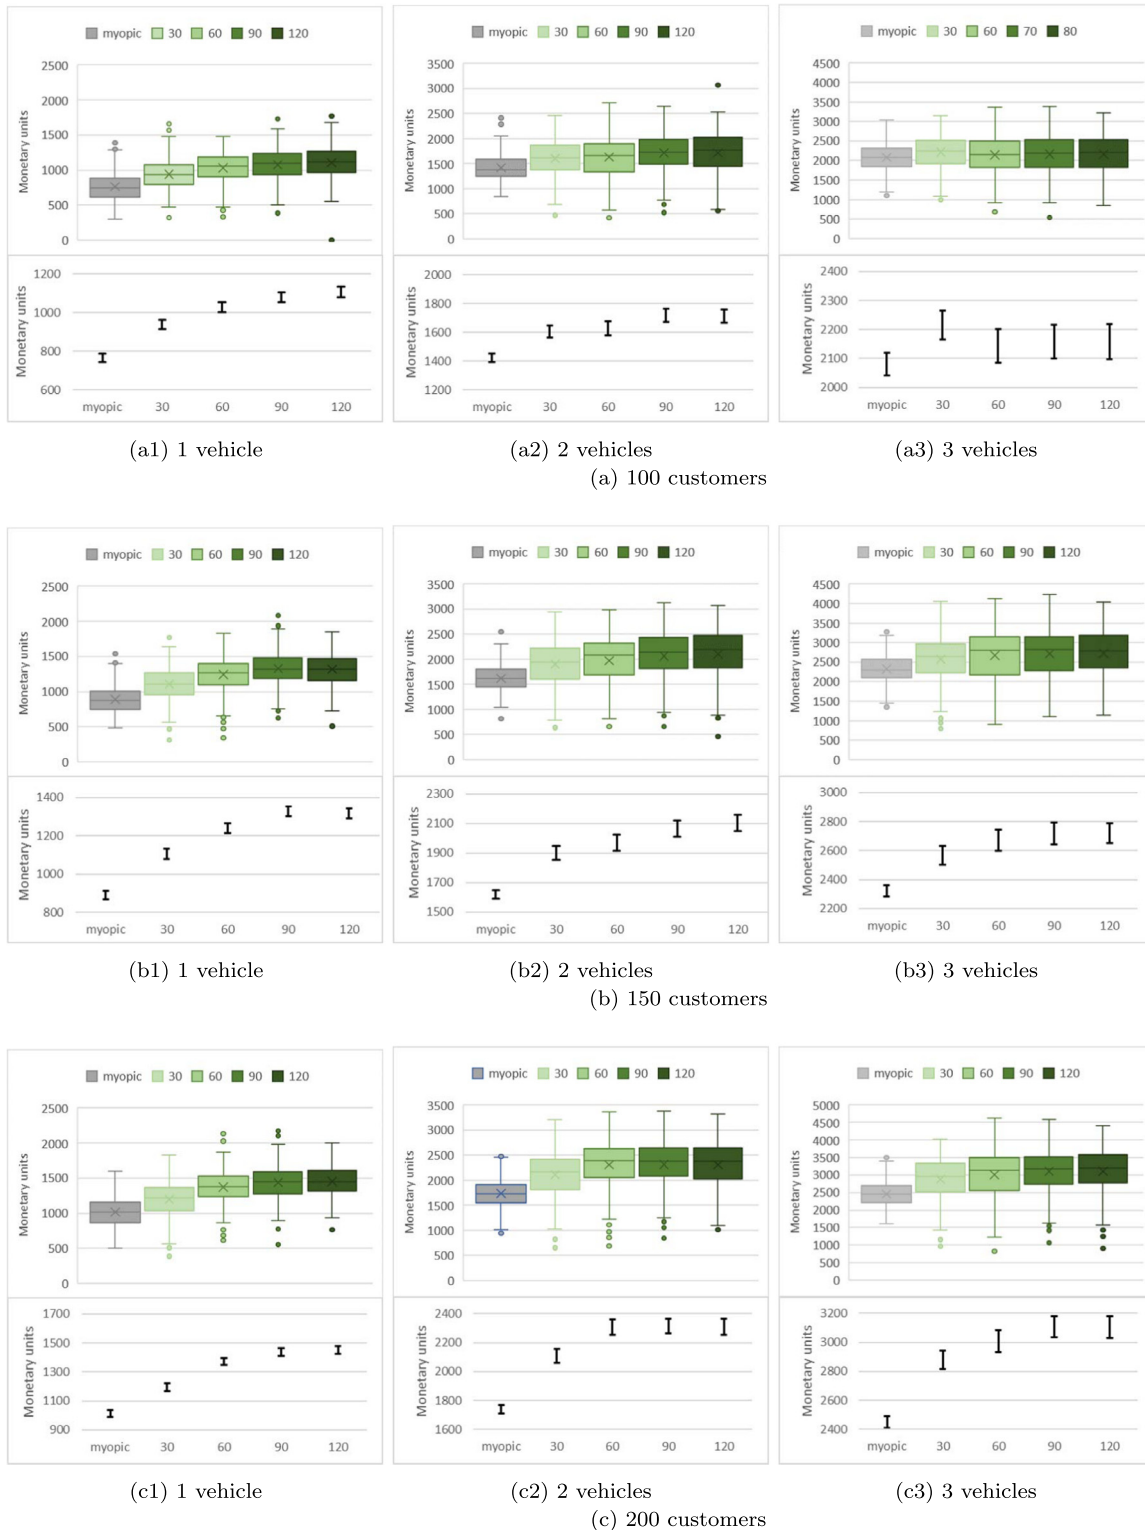 myopic 30 60 90 120
Monetary units
2500
2000
1500
1000
500
0
Monetary units
1200
1000
800
600
myopic 30 60 90 120
(a1) 1 vehicle
myopic 30 60 90 120
Monetary units
3500
3000
2500
2000
1500
1000
500
0
Monetary units
2000
1800
1600
1400
1200
myopic 30 60 90 120
(a2) 2 vehicles
myopic 30 60 70 80
Monetary units
4500
4000
3500
3000
2500
2000
1500
1000
500
0
Monetary units
2400
2300
2200
2100
2000
myopic 30 60 90 120
(a3) 3 vehicles
(a) 100 customers
myopic 30 60 90 120
Monetary units
2500
2000
1500
1000
500
0
Monetary units
1400
1200
1000
800
myopic 30 60 90 120
(b1) 1 vehicle
myopic 30 60 90 120
Monetary units
3500
3000
2500
2000
1500
1000
500
0
Monetary units
2300
2100
1900
1700
1500
myopic 30 60 90 120
(b2) 2 vehicles
myopic 30 60 90 120
Monetary units
4500
4000
3500
3000
2500
2000
1500
1000
500
0
Monetary units
3000
2800
2600
2400
2200
myopic 30 60 90 120
(b3) 3 vehicles
(b) 150 customers
myopic 30 60 90 120
Monetary units
2500
2000
1500
1000
500
0
Monetary units
1700
1500
1300
1100
900
myopic 30 60 90 120
(c1) 1 vehicle
myopic 30 60 90 120
Monetary units
3500
3000
2500
2000
1500
1000
500
0
Monetary units
2400
2200
2000
1800
1600
myopic 30 60 90 120
(c2) 2 vehicles
myopic 30 60 90 120
Monetary units
5000
4500
4000
3500
3000
2500
2000
1500
1000
500
0
Monetary units
3200
3000
2800
2600
2400
myopic 30 60 90 120
(c3) 3 vehicles
(c) 200 customers